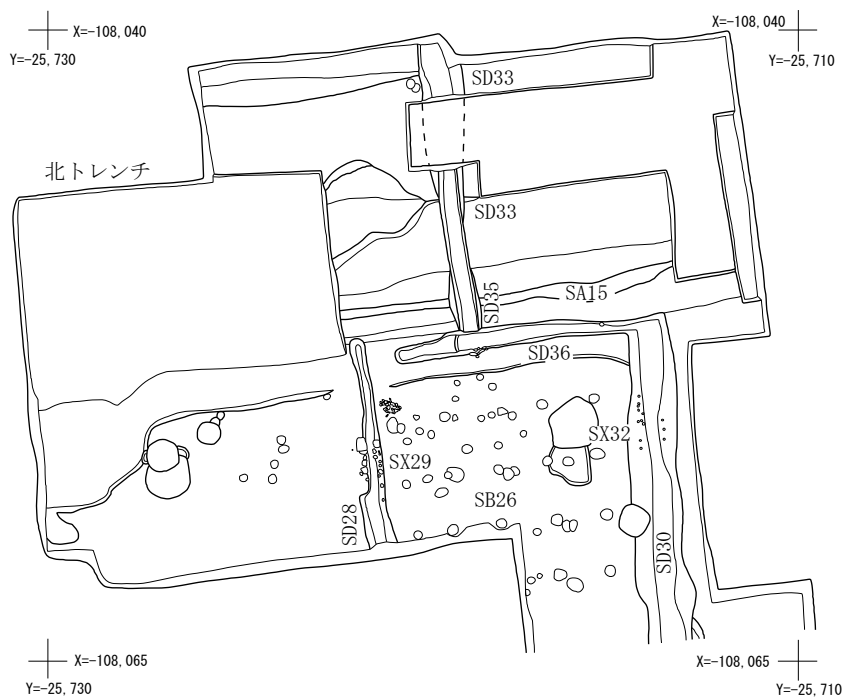 X=-108,040
Y=-25,730
X=-108,040
Y=-25,710
SD33
北トレンチ
SD33
SD35
SA15
SD36
SX32
SX29
SB26
SD28
SD30
X=-108,065
Y=-25,730
X=-108,065
Y=-25,710